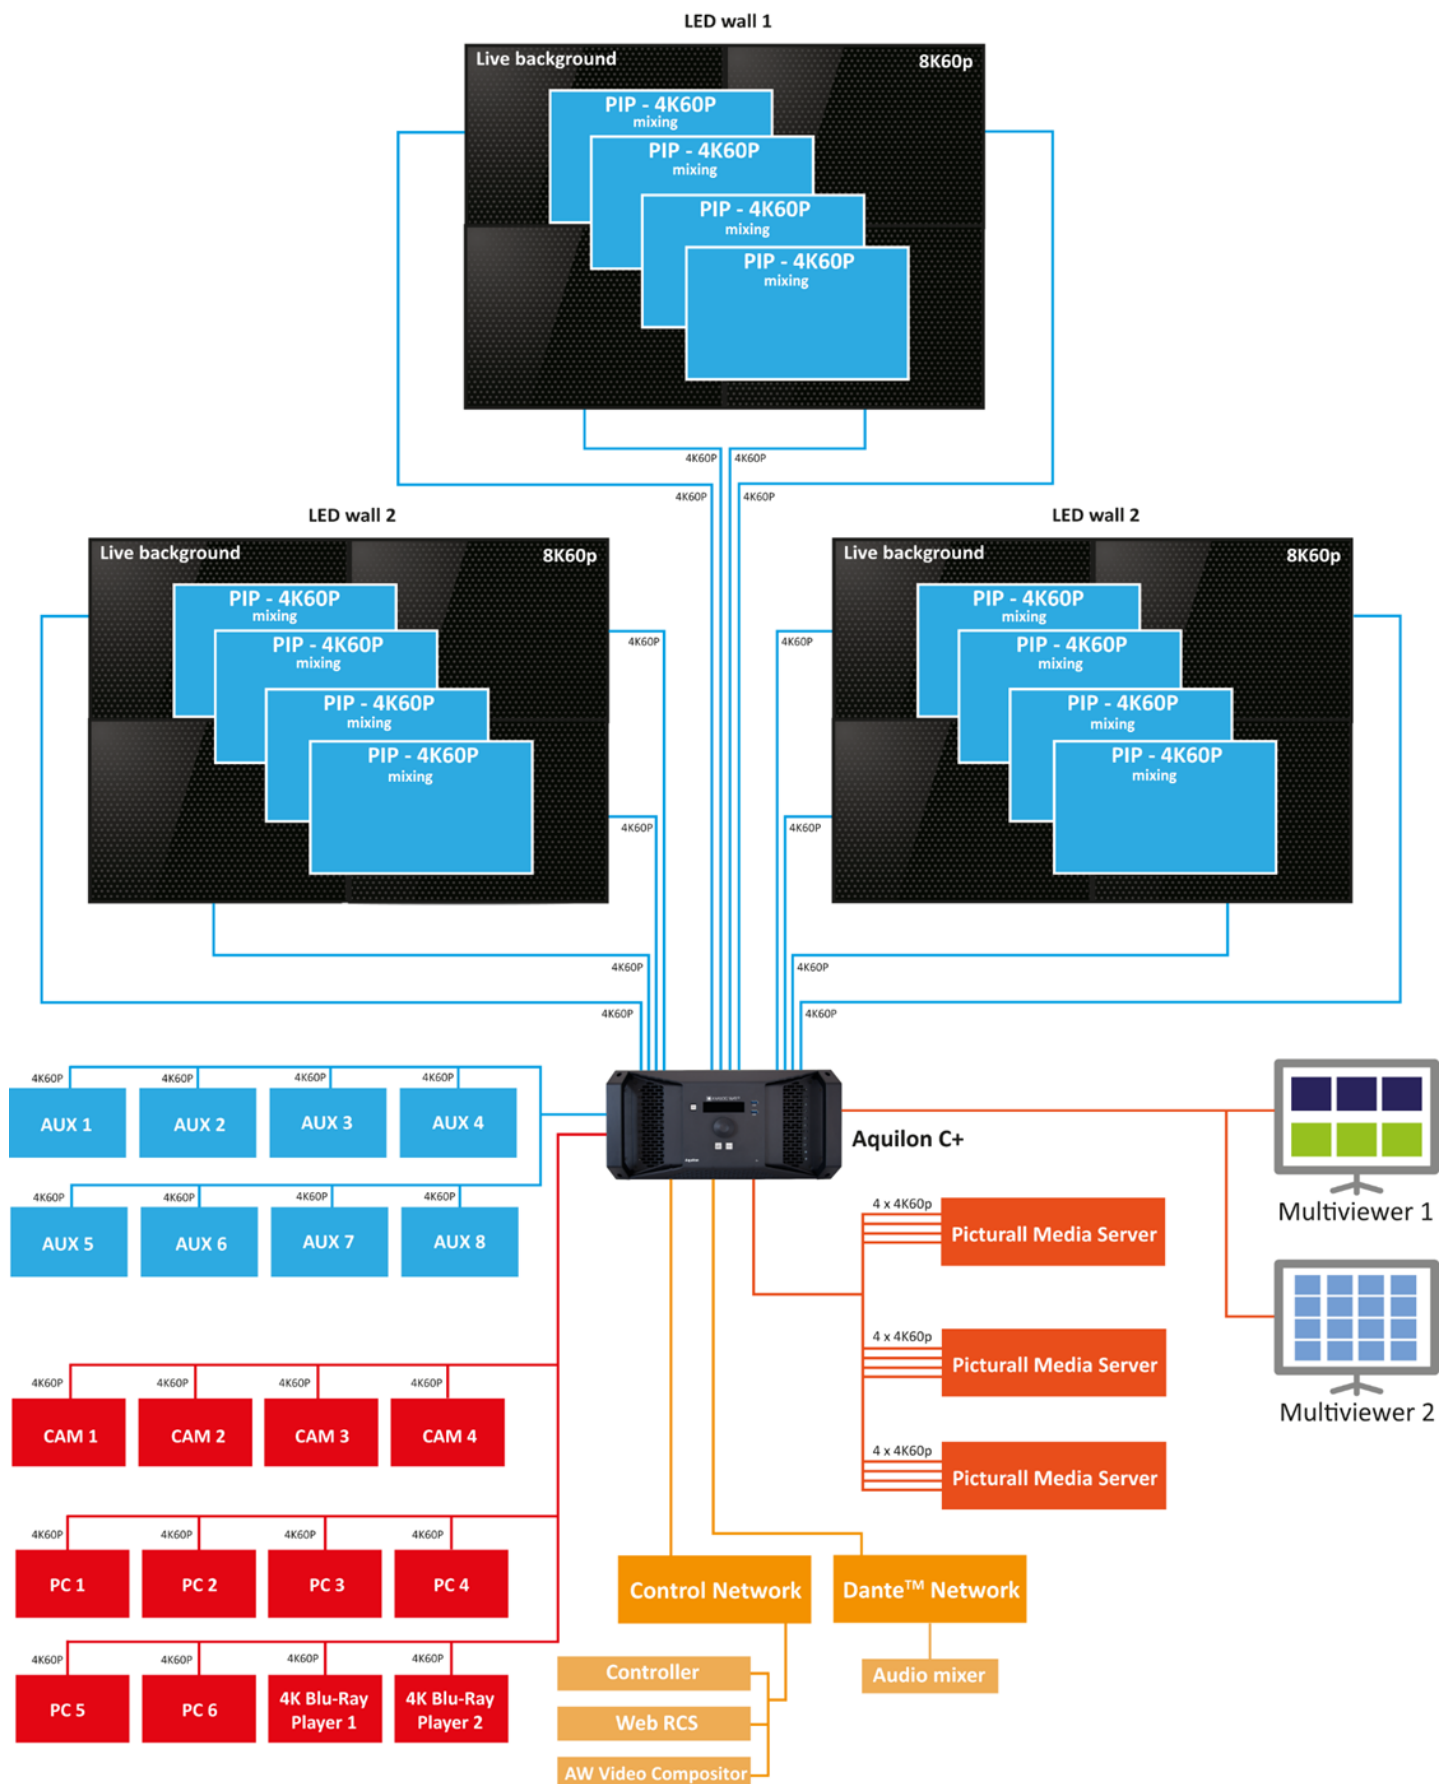 LED wall 1
Live background
8K60p
PIP - 4K60P
mixing
PIP - 4K60P
mixing
PIP - 4K60P
mixing
PIP - 4K60P
mixing
4K60P
4K60P
4K60P
4K60P
LED wall 2
Live background
8K60p
PIP - 4K60P
mixing
PIP - 4K60P
mixing
PIP - 4K60P
mixing
PIP - 4K60P
mixing
4K60P
4K60P
4K60P
4K60P
LED wall 2
Live background
8K60p
PIP - 4K60P
mixing
PIP - 4K60P
mixing
PIP - 4K60P
mixing
PIP - 4K60P
mixing
4K60P
4K60P
4K60P
4K60P
4K60P
4K60P
4K60P
4K60P
AUX 1
AUX 2
AUX 3
AUX 4
4K60P
4K60P
4K60P
4K60P
AUX 5
AUX 6
AUX 7
AUX 8
Aquilon C+
Multiviewer 1
Multiviewer 2
4 x 4K60p
Picturall Media Server
4 x 4K60p
Picturall Media Server
4 x 4K60p
Picturall Media Server
4K60P
4K60P
4K60P
4K60P
CAM 1
CAM 2
CAM 3
CAM 4
4K60P
4K60P
4K60P
4K60P
PC 1
PC 2
PC 3
PC 4
4K60P
4K60P
4K60P
4K60P
PC 5
PC 6
4K Blu-Ray
Player 1
4K Blu-Ray
Player 2
Control Network
Controller
Web RCS
AW Video Compositor
Dante™ Network
Audio mixer